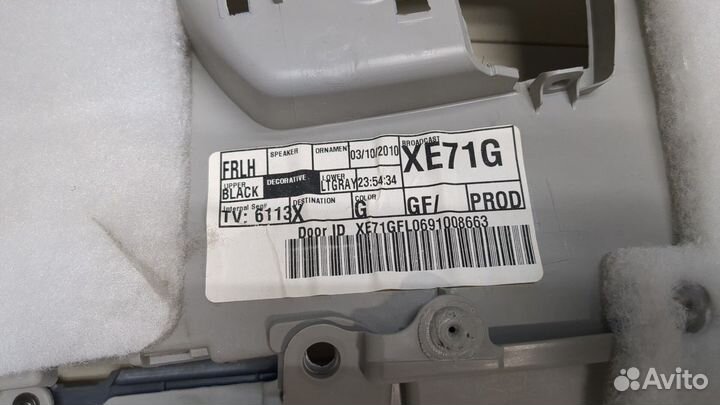 FRLH SPEAKER ORNAMEN 03/10/2010 BROADCAST XE71G
UPPER BLACK DECORATIVE LOWER LTGRAY 23:54:34
Internal Seq# TV: 6113X DESTINATION COLOR G GF/ PROD
Door ID XE71GFL0691008663
Avito